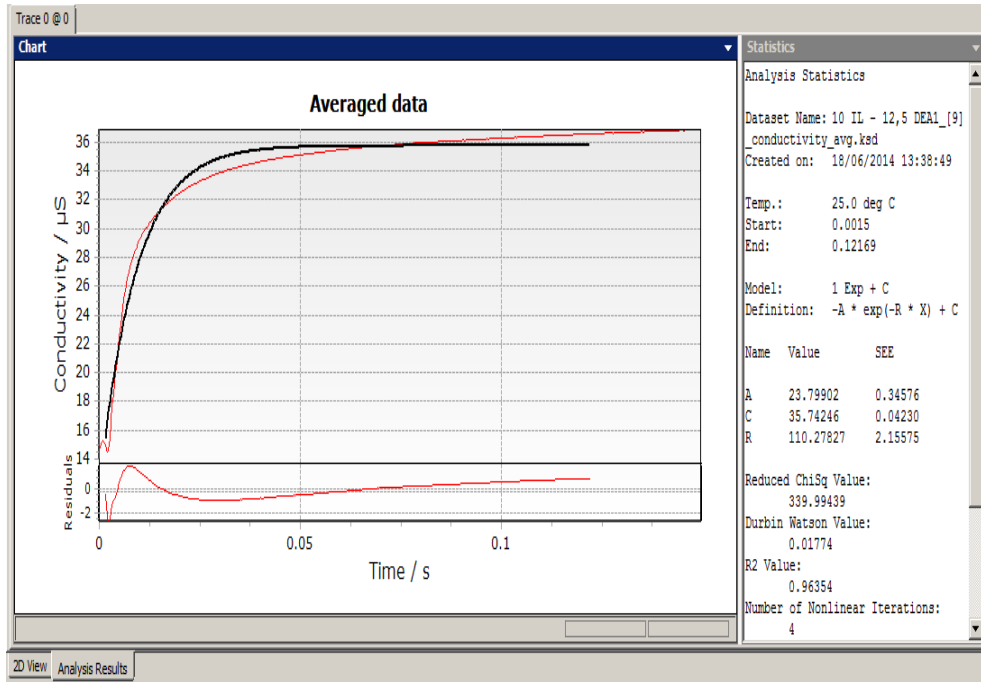 Trace 0 @ 0
Chart
Averaged data
Conductivity / µS
36
34
32
30
28
26
24
22
20
18
16
14
Residuals
0
-2
0 0.05 0.1
Time / s
Statistics
Analysis Statistics
Dataset Name: 10 IL - 12,5 DEA1_[9]
_conductivity_avg.ksd
Created on: 18/06/2014 13:38:49
Temp.: 25.0 deg C
Start: 0.0015
End: 0.12169
Model: 1 Exp + C
Definition: -A * exp(-R * X) + C
Name Value SEE
A 23.79902 0.34576
C 35.74246 0.04230
R 110.27827 2.15575
Reduced ChiSq Value:
339.99439
Durbin Watson Value:
0.01774
R2 Value:
0.96354
Number of Nonlinear Iterations:
4
2D View Analysis Results